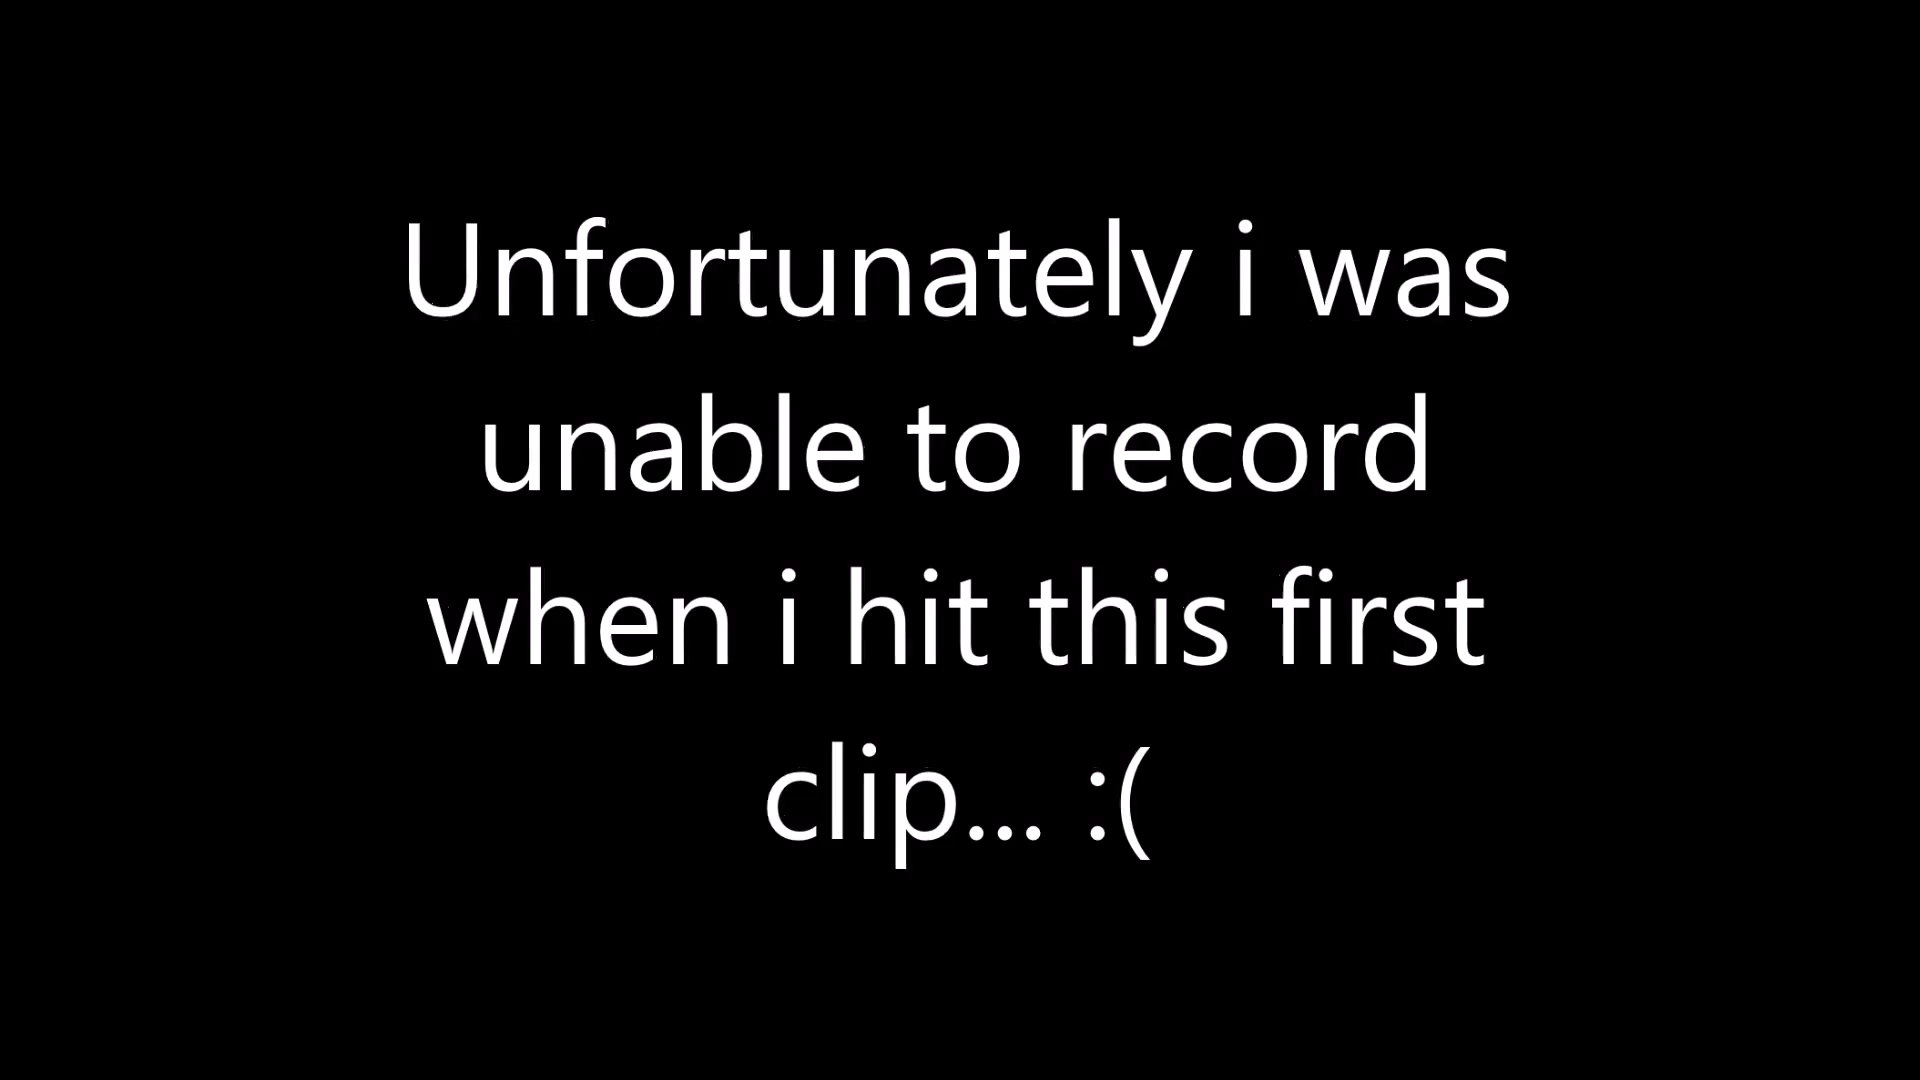 Unfortunately i was
unable to record
when i hit this first
clip... :(